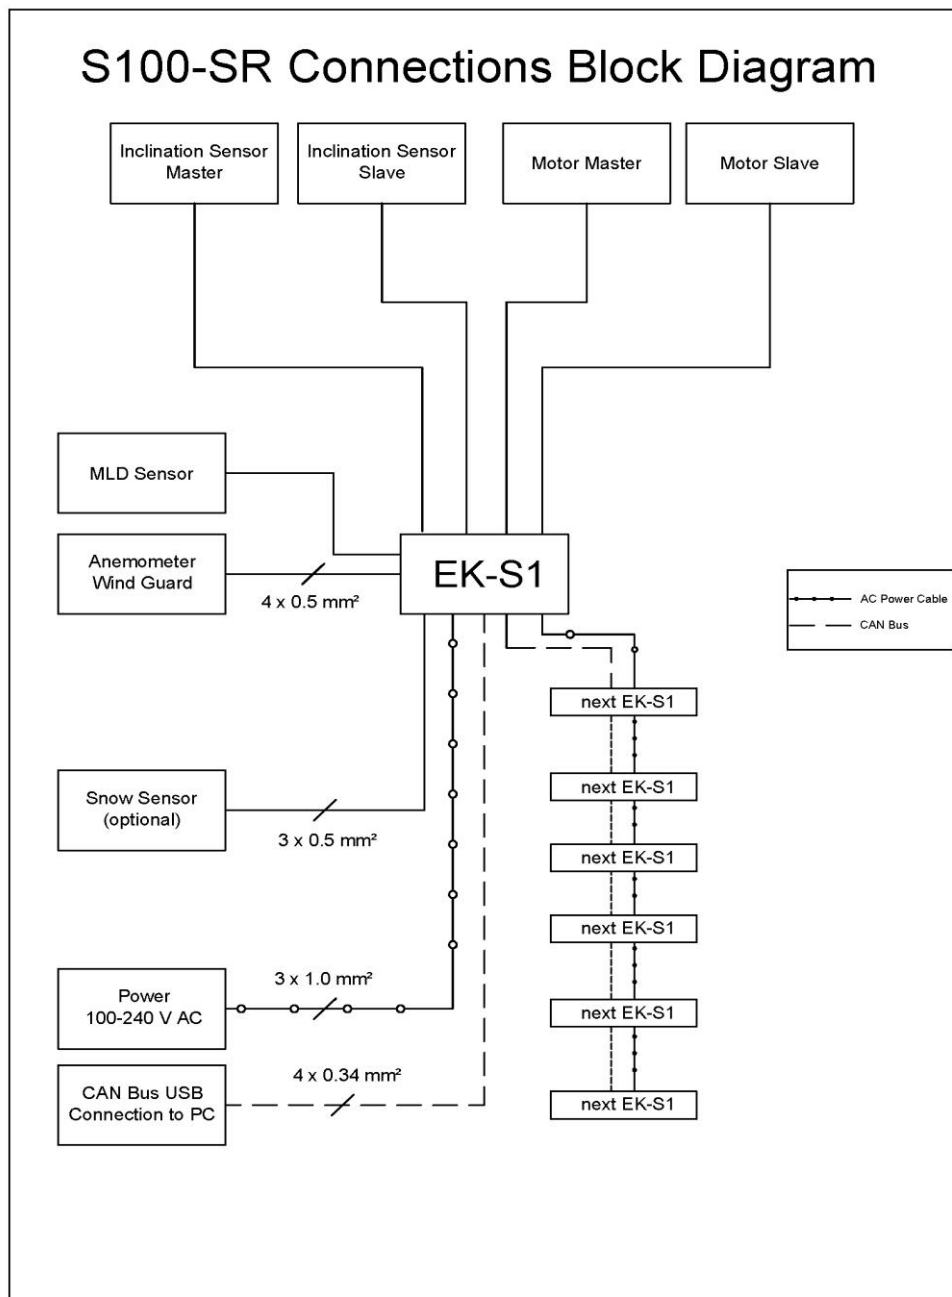 S100-SR Connections Block Diagram
Inclination Sensor
Master
Inclination Sensor
Slave
Motor Master
Motor Slave
MLD Sensor
Anemometer
Wind Guard
4 x 0.5 mm²
EK-S1
AC Power Cable
CAN Bus
next EK-S1
next EK-S1
next EK-S1
next EK-S1
next EK-S1
next EK-S1
Snow Sensor
(optional)
3 x 0.5 mm²
Power
100-240 V AC
3 x 1.0 mm²
CAN Bus USB
Connection to PC
4 x 0.34 mm²